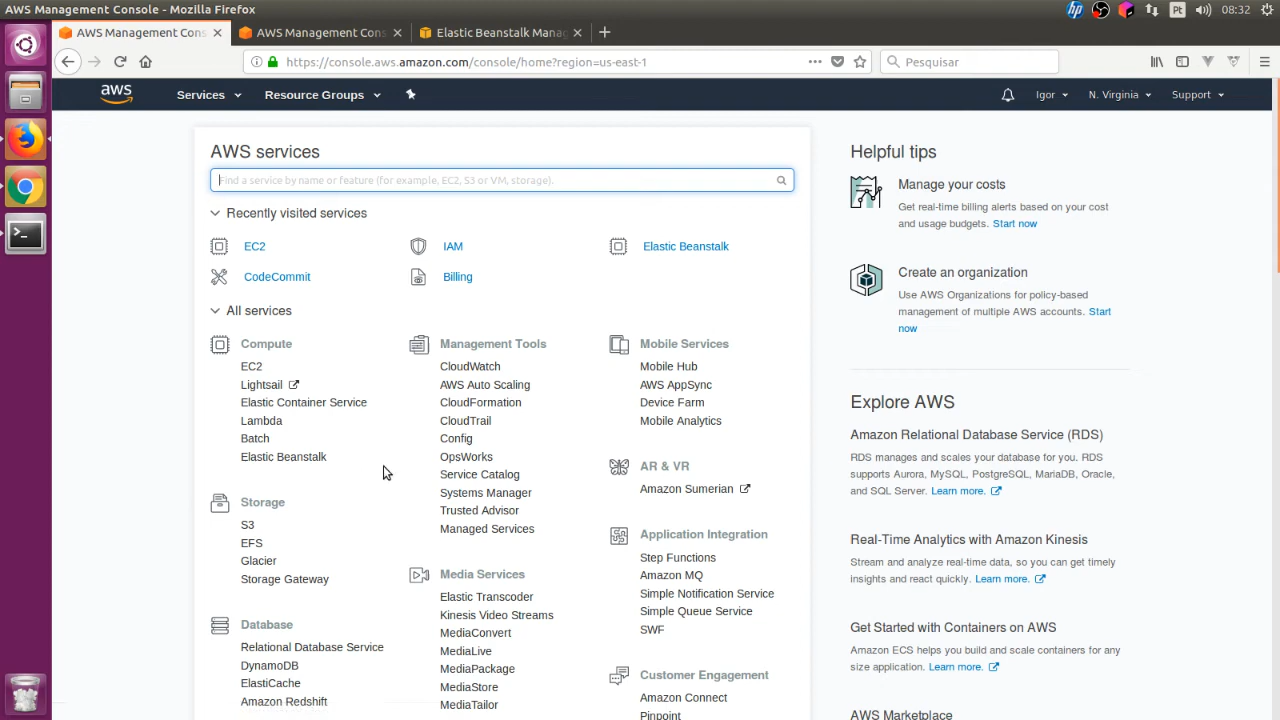 AWS Management Console - Mozilla Firefox
Pt
08:32
AWS Management Cons
AWS Management Cons
Elastic Beanstalk Manag
https://console.aws.amazon.com/console/home?region=us-east-1
Pesquisar
aws
Services
Resource Groups
Igor
N. Virginia
Support
AWS services
Find a service by name or feature (for example, EC2, S3 or VM, storage).
Recently visited services
EC2
IAM
Elastic Beanstalk
CodeCommit
Billing
All services
Compute
EC2
Lightsail
Elastic Container Service
Lambda
Batch
Elastic Beanstalk
Storage
S3
EFS
Glacier
Storage Gateway
Database
Relational Database Service
DynamoDB
ElastiCache
Amazon Redshift
Management Tools
CloudWatch
AWS Auto Scaling
CloudFormation
CloudTrail
Config
OpsWorks
Service Catalog
Systems Manager
Trusted Advisor
Managed Services
Media Services
Elastic Transcoder
Kinesis Video Streams
MediaConvert
MediaLive
MediaPackage
MediaStore
MediaTailor
Mobile Services
Mobile Hub
AWS AppSync
Device Farm
Mobile Analytics
AR & VR
Amazon Sumerian
Application Integration
Step Functions
Amazon MQ
Simple Notification Service
Simple Queue Service
SWF
Customer Engagement
Amazon Connect
Pinpoint
Helpful tips
Manage your costs
Get real-time billing alerts based on your cost
and usage budgets. Start now
Create an organization
Use AWS Organizations for policy-based
management of multiple AWS accounts. Start
now
Explore AWS
Amazon Relational Database Service (RDS)
RDS manages and scales your database for you. RDS
supports Aurora, MySQL, PostgreSQL, MariaDB, Oracle,
and SQL Server. Learn more.
Real-Time Analytics with Amazon Kinesis
Stream and analyze real-time data, so you can get timely
insights and react quickly. Learn more.
Get Started with Containers on AWS
Amazon ECS helps you build and scale containers for any
size application. Learn more.
AWS Marketplace